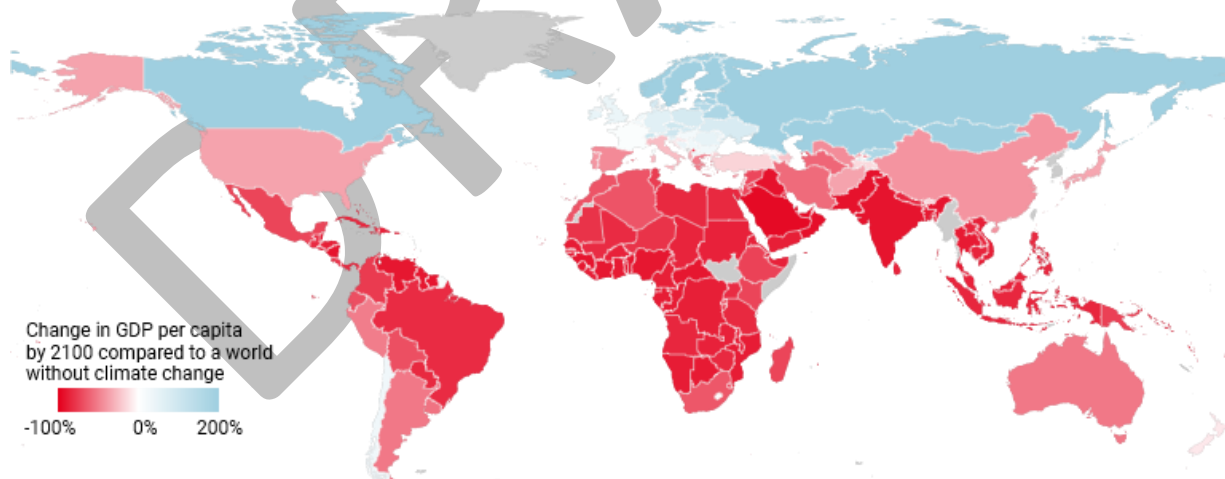 Change in GDP per capita
by 2100 compared to a world
without climate change
-100% 0% 200%